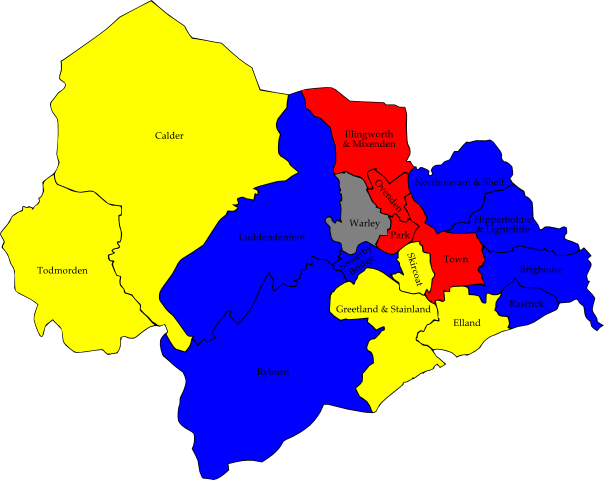 Calder
Illingworth
& Mixenden
Ovenden
Northowram & Shelf
Hipperholme
& Lightcliffe
Warley
Park
Luddendenfoot
Sowerby
Bridge
Skircoat
Town
Brighouse
Todmorden
Rastrick
Greetland & Stainland
Elland
Ryburn